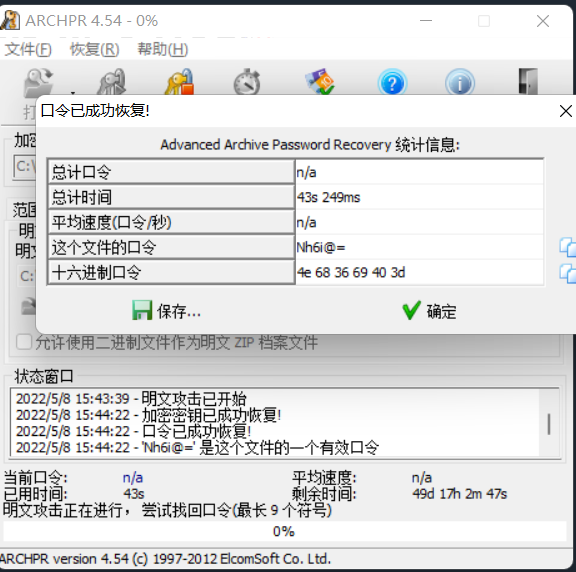 ARCHPR 4.54 - 0%
文件(F) 恢复(R) 帮助(H)
打
口令已成功恢复!
加密
Advanced Archive Password Recovery 统计信息:
C:\
总计口令 n/a
总计时间 43s 249ms
范围
平均速度(口令/秒) n/a
明
这个文件的口令 Nh6i@=
明文
十六进制口令 4e 68 36 69 40 3d
C:
保存... 确定
允许使用二进制文件作为明文 ZIP 档案文件
状态窗口
2022/5/8 15:43:39 - 明文攻击已开始
2022/5/8 15:44:22 - 加密密钥已成功恢复!
2022/5/8 15:44:22 - 口令已成功恢复!
2022/5/8 15:44:22 - 'Nh6i@=' 是这个文件的一个有效口令
当前口令: n/a 平均速度: n/a
已用时间: 43s 剩余时间: 49d 17h 2m 47s
明文攻击正在进行，尝试找回口令(最长 9 个符号)
0%
ARCHPR version 4.54 (c) 1997-2012 ElcomSoft Co. Ltd.